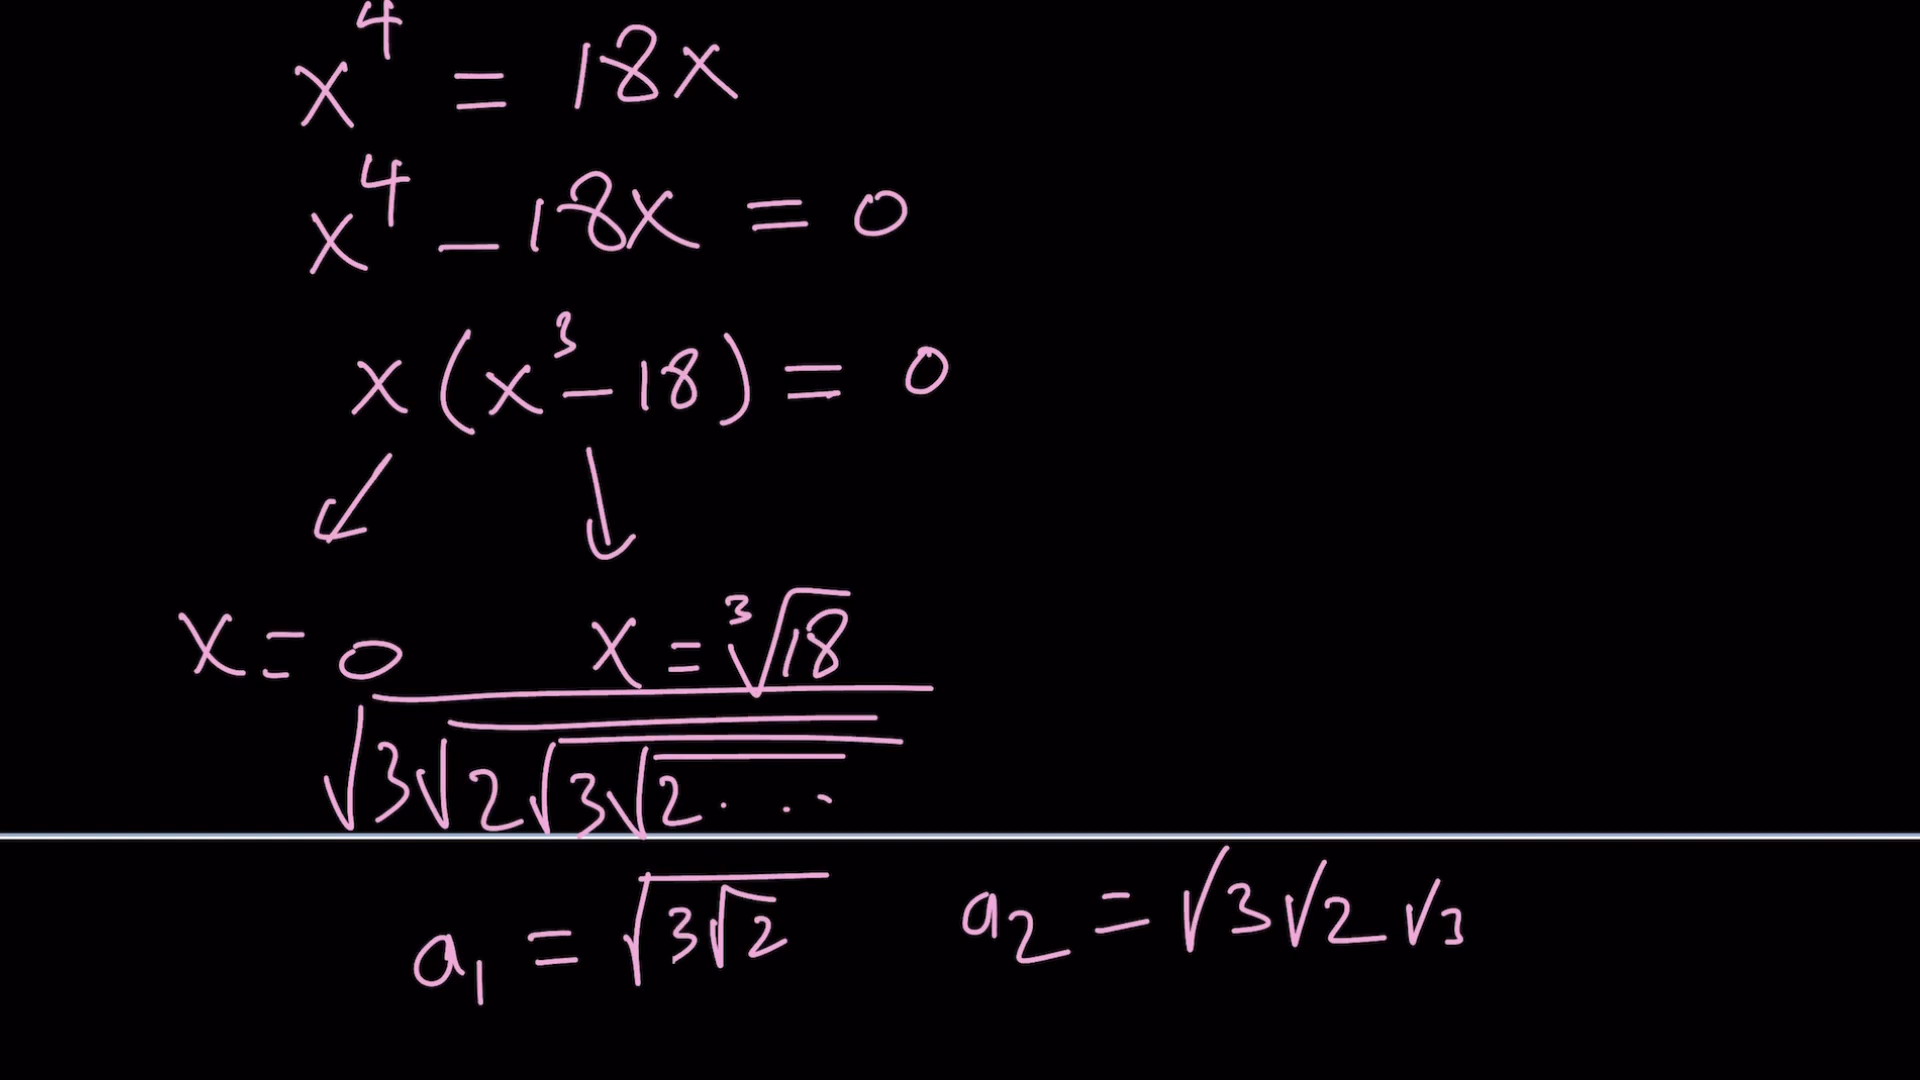 x⁴ = 18x
x⁴ - 18x = 0
x(x³ - 18) = 0
x = 0 x = ∛18
√(3√(2√(3√(2...
a₁ = √(3√2) a₂ = √3√2√3